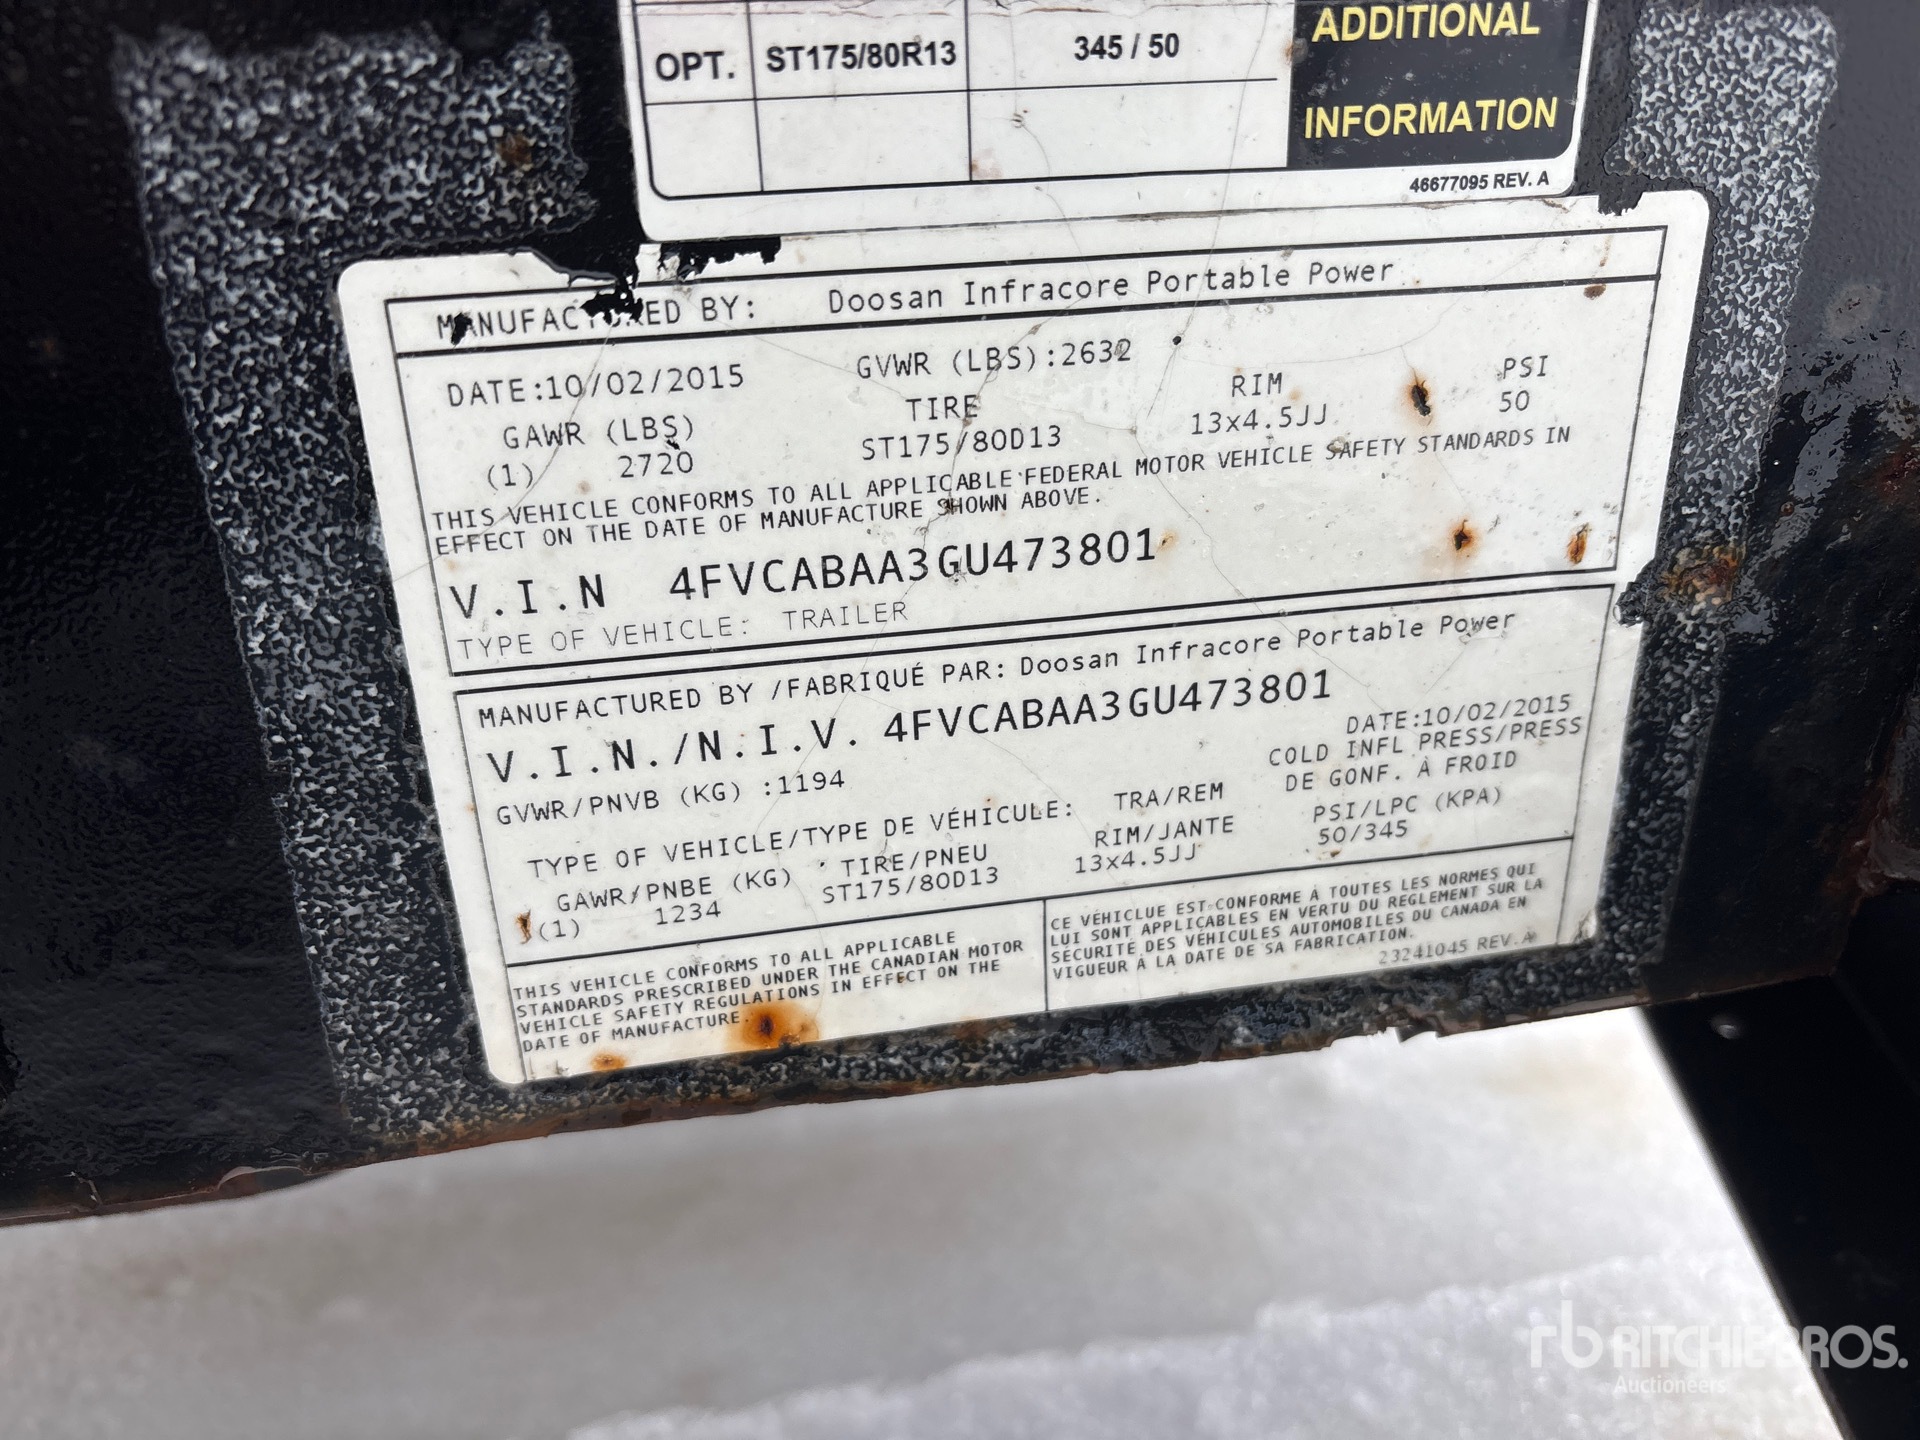 OPT. ST175/80R13 345 / 50
ADDITIONAL
INFORMATION
46677095 REV. A
MANUFACTURED BY: Doosan Infracore Portable Power
DATE:10/02/2015 GVWR (LBS):2632
GAWR (LBS) TIRE RIM PSI
(1) 2720 ST175/80D13 13x4.5JJ 50
THIS VEHICLE CONFORMS TO ALL APPLICABLE FEDERAL MOTOR VEHICLE SAFETY STANDARDS IN
EFFECT ON THE DATE OF MANUFACTURE SHOWN ABOVE.
V.I.N 4FVCABAA3GU473801
TYPE OF VEHICLE: TRAILER
MANUFACTURED BY /FABRIQUÉ PAR: Doosan Infracore Portable Power
V.I.N./N.I.V. 4FVCABAA3GU473801
DATE:10/02/2015
GVWR/PNVB (KG) :1194
COLD INFL PRESS/PRESS
DE GONF. À FROID
TYPE OF VEHICLE/TYPE DE VÉHICULE: TRA/REM
PSI/LPC (KPA)
GAWR/PNBE (KG) TIRE/PNEU RIM/JANTE 50/345
(1) 1234 ST175/80D13 13x4.5JJ
THIS VEHICLE CONFORMS TO ALL APPLICABLE
STANDARDS PRESCRIBED UNDER THE CANADIAN MOTOR
VEHICLE SAFETY REGULATIONS IN EFFECT ON THE
DATE OF MANUFACTURE.
CE VÉHICLUE EST CONFORME À TOUTES LES NORMES QUI
LUI SONT APPLICABLES EN VERTU DU REGLEMENT SUR LA
SÉCURITÉ DES VÉHICULES AUTOMOBILES DU CANADA EN
VIGUEUR À LA DATE DE SA FABRICATION.
23241045 REV.A
rb RITCHIE BROS.
Auctioneers